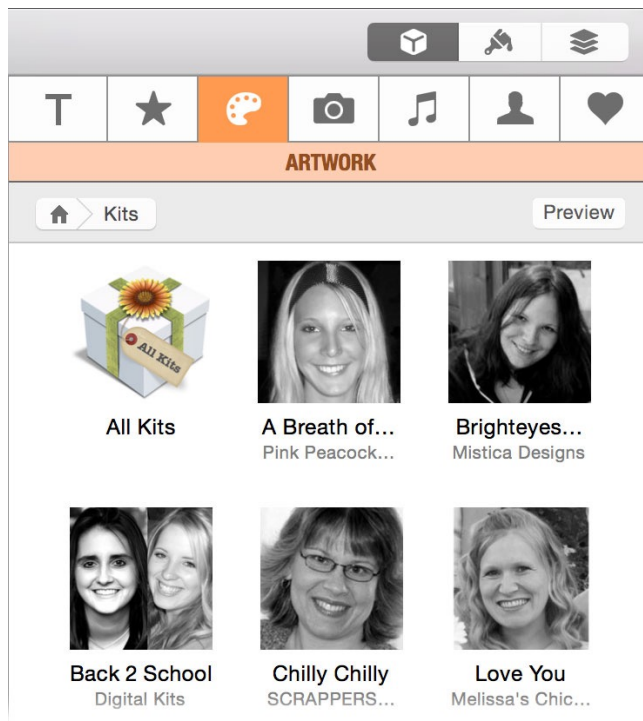 T
ARTWORK
Kits
Preview
All Kits
All Kits
A Breath of...
Pink Peacock...
Brighteyes...
Mistica Designs
Back 2 School
Digital Kits
Chilly Chilly
SCRAPPERS...
Love You
Melissa's Chic...